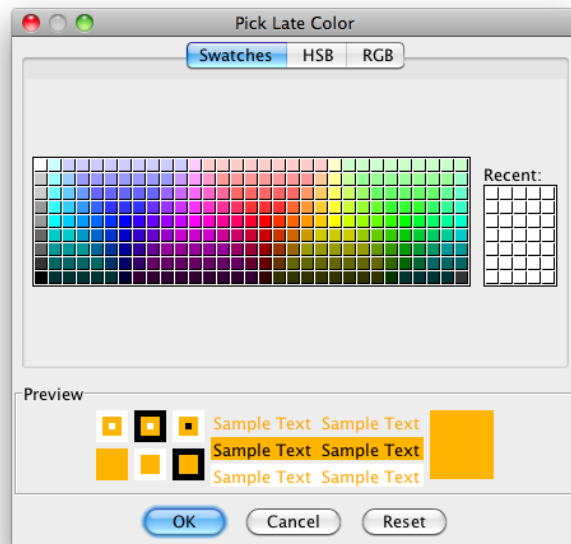 Pick Late Color
Swatches HSB RGB
Recent:
Preview
Sample Text Sample Text
Sample Text Sample Text
Sample Text Sample Text
OK Cancel Reset